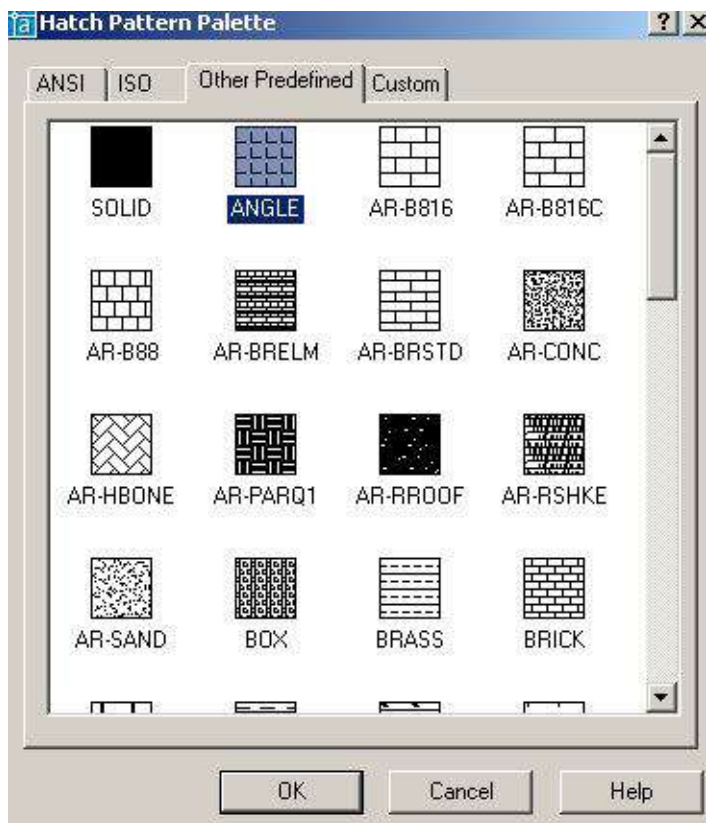 Hatch Pattern Palette
ANSI ISO Other Predefined Custom
SOLID ANGLE AR-B816 AR-B816C
AR-B88 AR-BRELM AR-BRSTD AR-CONC
AR-HBONE AR-PARQ1 AR-RROOF AR-RSHKE
AR-SAND BOX BRASS BRICK
OK Cancel Help